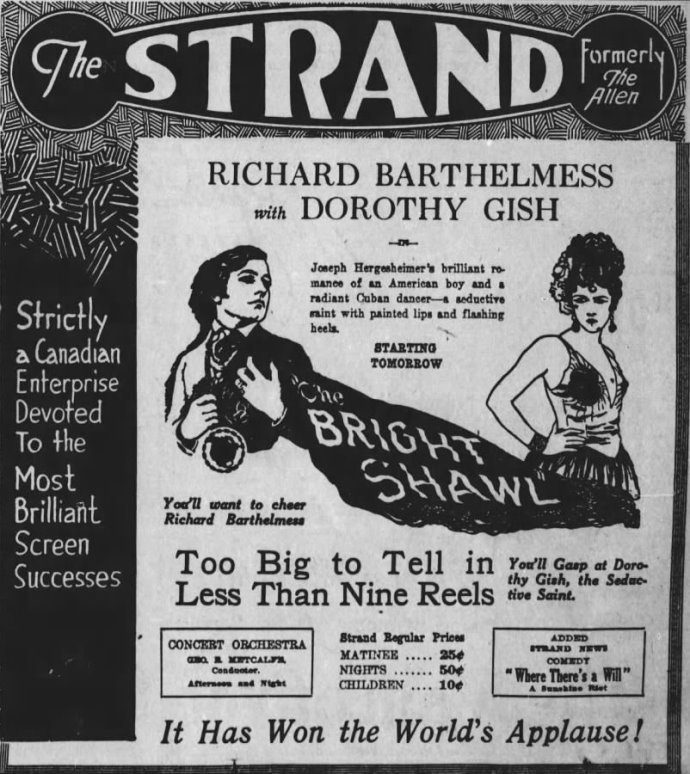 The STRAND Formerly
The
Allen
RICHARD BARTHELMESS
with DOROTHY GISH
IN
Joseph Hergesheimer's brilliant ro-
mance of an American boy and a
radiant Cuban dancer—a seductive
saint with painted lips and flashing
heels.
STARTING
TOMORROW
Strictly
a Canadian
Enterprise
Devoted
To the
Most
Brilliant
Screen
Successes
The
BRIGHT
SHAWL
You'll want to cheer
Richard Barthelmess
Too Big to Tell in
Less Than Nine Reels
You'll Gasp at Doro-
thy Gish, the Seduc-
tive Saint.
CONCERT ORCHESTRA
GEO. E. METCALFE,
Conductor.
Afternoon and Night
Strand Regular Prices
MATINEE ..... 25¢
NIGHTS ....... 50¢
CHILDREN .... 10¢
ADDED
STRAND NEWS
COMEDY
"Where There's a Will"
A Sunshine Riot
It Has Won the World's Applause!